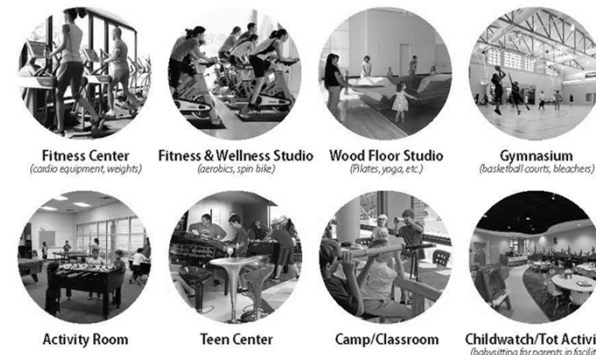 Fitness Center
(cardio equipment, weights)
Fitness & Wellness Studio
(aerobics, spin bike)
Wood Floor Studio
(Pilates, yoga, etc.)
Gymnasium
(basketball courts, bleachers)
Activity Room
Teen Center
Camp/Classroom
Childwatch/Tot Activi
(babysitting for parents in facilit